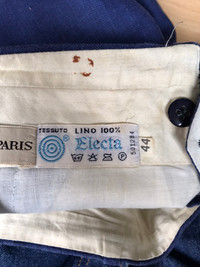 TESSUTO LINO 100%
PARIS
Electa
44